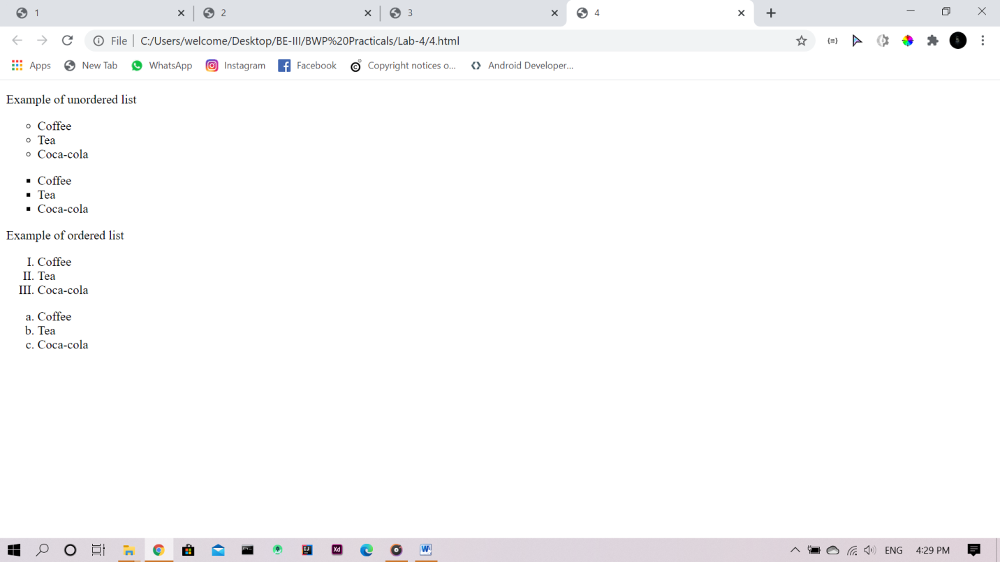 1
2
3
4
File
C:/Users/welcome/Desktop/BE-III/BWP%20Practicals/Lab-4/4.html
Apps
New Tab
WhatsApp
Instagram
Facebook
Copyright notices o...
Android Developer...
Example of unordered list
Coffee
Tea
Coca-cola
Coffee
Tea
Coca-cola
Example of ordered list
I. Coffee
II. Tea
III. Coca-cola
a. Coffee
b. Tea
c. Coca-cola
ENG
4:29 PM